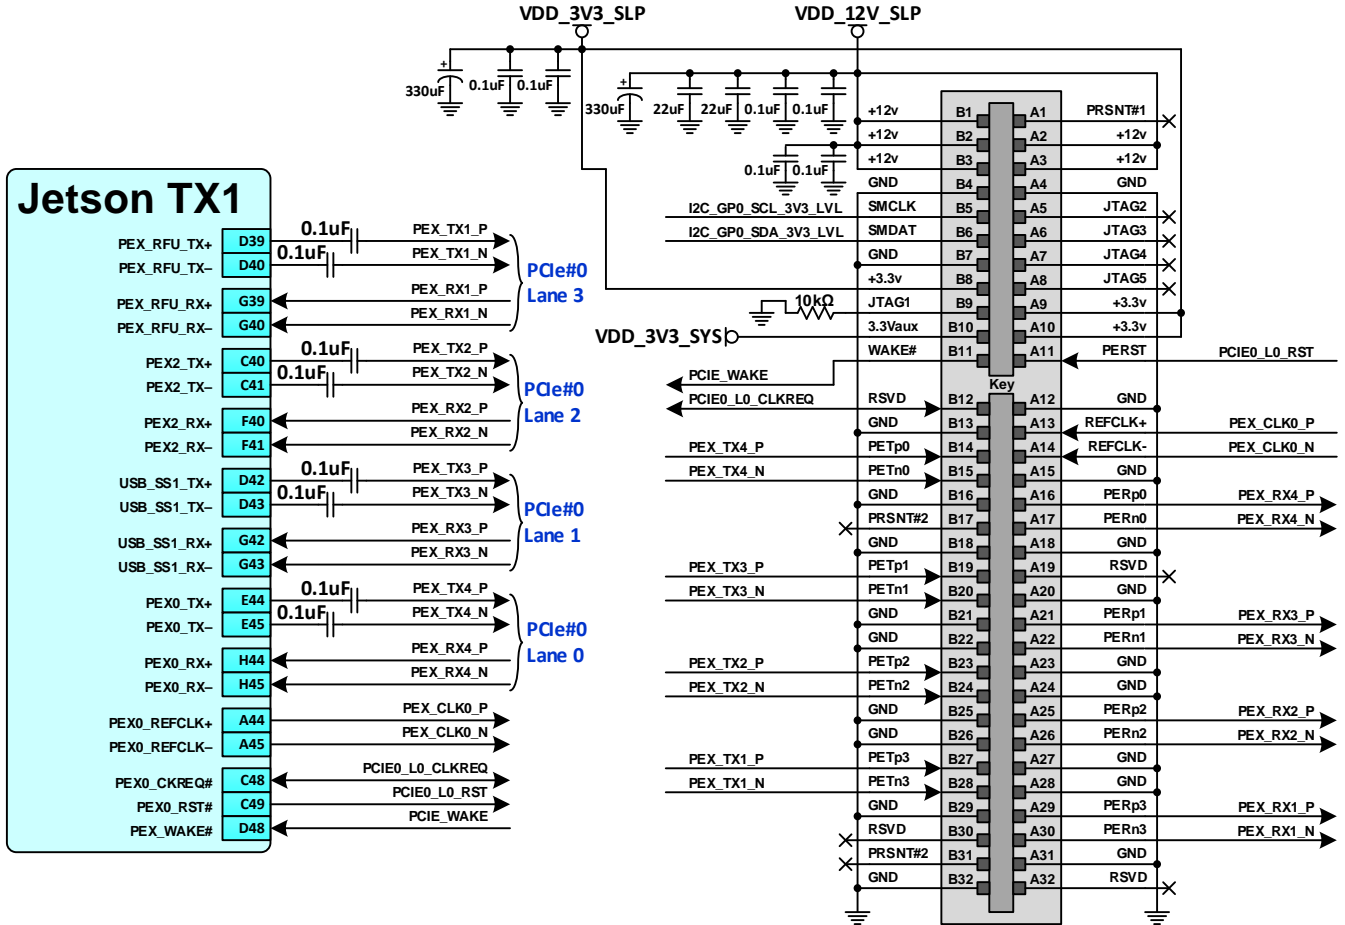 VDD_3V3_SLP
VDD_12V_SLP
+
330uF
0.1uF
0.1uF
+
330uF
22uF
22uF
0.1uF
0.1uF
0.1uF
0.1uF
Jetson TX1
PEX_RFU_TX+ D39 0.1uF PEX_TX1_P
PEX_RFU_TX– D40 0.1uF PEX_TX1_N
PEX_RFU_RX+ G39 PEX_RX1_P
PEX_RFU_RX– G40 PEX_RX1_N
PCIe#0
Lane 3
PEX2_TX+ C40 0.1uF PEX_TX2_P
PEX2_TX– C41 0.1uF PEX_TX2_N
PEX2_RX+ F40 PEX_RX2_P
PEX2_RX– F41 PEX_RX2_N
PCIe#0
Lane 2
USB_SS1_TX+ D42 0.1uF PEX_TX3_P
USB_SS1_TX– D43 0.1uF PEX_TX3_N
USB_SS1_RX+ G42 PEX_RX3_P
USB_SS1_RX– G43 PEX_RX3_N
PCIe#0
Lane 1
PEX0_TX+ E44 0.1uF PEX_TX4_P
PEX0_TX– E45 0.1uF PEX_TX4_N
PEX0_RX+ H44 PEX_RX4_P
PEX0_RX– H45 PEX_RX4_N
PCIe#0
Lane 0
PEX0_REFCLK+ A44 PEX_CLK0_P
PEX0_REFCLK– A45 PEX_CLK0_N
PEX0_CKREQ# C48 PCIE0_L0_CLKREQ
PEX0_RST# C49 PCIE0_L0_RST
PEX_WAKE# D48 PCIE_WAKE
+12v B1 A1 PRSNT#1
+12v B2 A2 +12v
+12v B3 A3 +12v
GND B4 A4 GND
I2C_GP0_SCL_3V3_LVL SMCLK B5 A5 JTAG2
I2C_GP0_SDA_3V3_LVL SMDAT B6 A6 JTAG3
GND B7 A7 JTAG4
+3.3v B8 A8 JTAG5
10kΩ JTAG1 B9 A9 +3.3v
VDD_3V3_SYS 3.3Vaux B10 A10 +3.3v
WAKE# B11 A11 PERST PCIE0_L0_RST
PCIE_WAKE
Key
PCIE0_L0_CLKREQ RSVD B12 A12 GND
GND B13 A13 REFCLK+ PEX_CLK0_P
PEX_TX4_P PETp0 B14 A14 REFCLK- PEX_CLK0_N
PEX_TX4_N PETn0 B15 A15 GND
GND B16 A16 PERp0 PEX_RX4_P
PRSNT#2 B17 A17 PERn0 PEX_RX4_N
GND B18 A18 GND
PEX_TX3_P PETp1 B19 A19 RSVD
PEX_TX3_N PETn1 B20 A20 GND
GND B21 A21 PERp1 PEX_RX3_P
GND B22 A22 PERn1 PEX_RX3_N
PEX_TX2_P PETp2 B23 A23 GND
PEX_TX2_N PETn2 B24 A24 GND
GND B25 A25 PERp2 PEX_RX2_P
GND B26 A26 PERn2 PEX_RX2_N
PEX_TX1_P PETp3 B27 A27 GND
PEX_TX1_N PETn3 B28 A28 GND
GND B29 A29 PERp3 PEX_RX1_P
RSVD B30 A30 PERn3 PEX_RX1_N
PRSNT#2 B31 A31 GND
GND B32 A32 RSVD